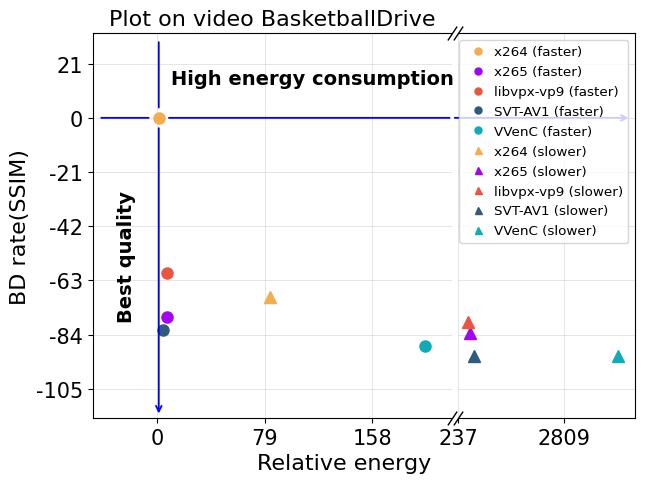 Plot on video BasketballDrive
21
0
-21
-42
-63
-84
-105
BD rate(SSIM)
High energy consumption
Best quality
x264 (faster)
x265 (faster)
libvpx-vp9 (faster)
SVT-AV1 (faster)
VVenC (faster)
x264 (slower)
x265 (slower)
libvpx-vp9 (slower)
SVT-AV1 (slower)
VVenC (slower)
0 79 158 237 2809
Relative energy